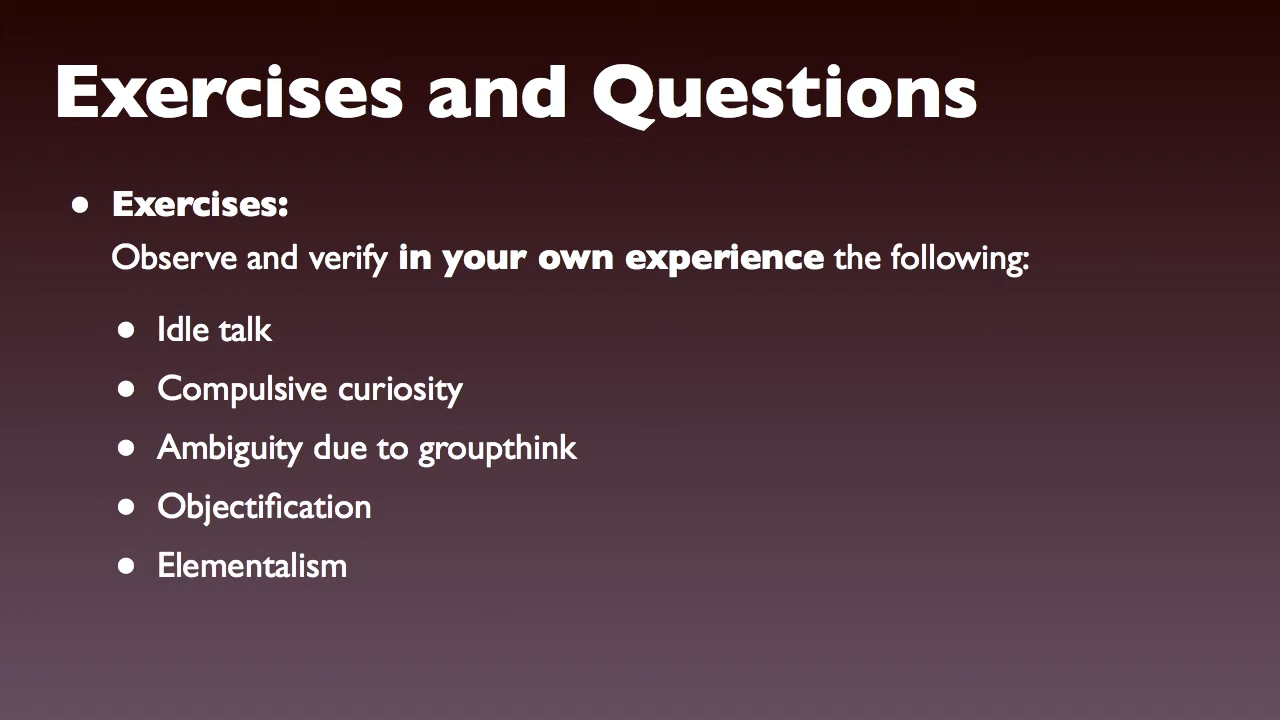 Exercises and Questions
• Exercises:
Observe and verify in your own experience the following:
• Idle talk
• Compulsive curiosity
• Ambiguity due to groupthink
• Objectification
• Elementalism